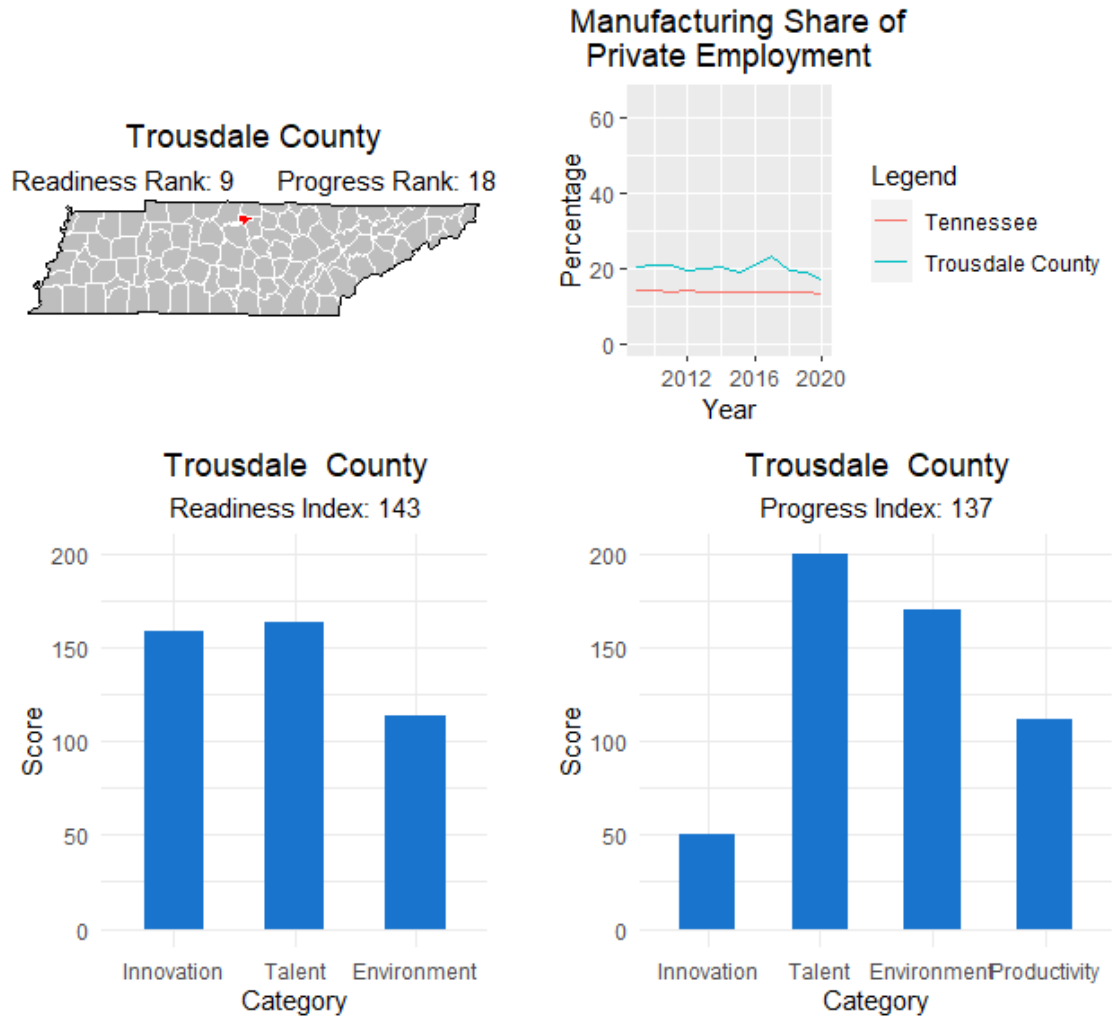 Trousdale County
Readiness Rank: 9 Progress Rank: 18
Manufacturing Share of
Private Employment
60
40
20
0
Percentage
2012 2016 2020
Year
Legend
Tennessee
Trousdale County
Trousdale County
Readiness Index: 143
200
150
100
50
0
Score
Innovation Talent Environment
Category
Trousdale County
Progress Index: 137
200
150
100
50
0
Score
Innovation Talent Environment Productivity
Category